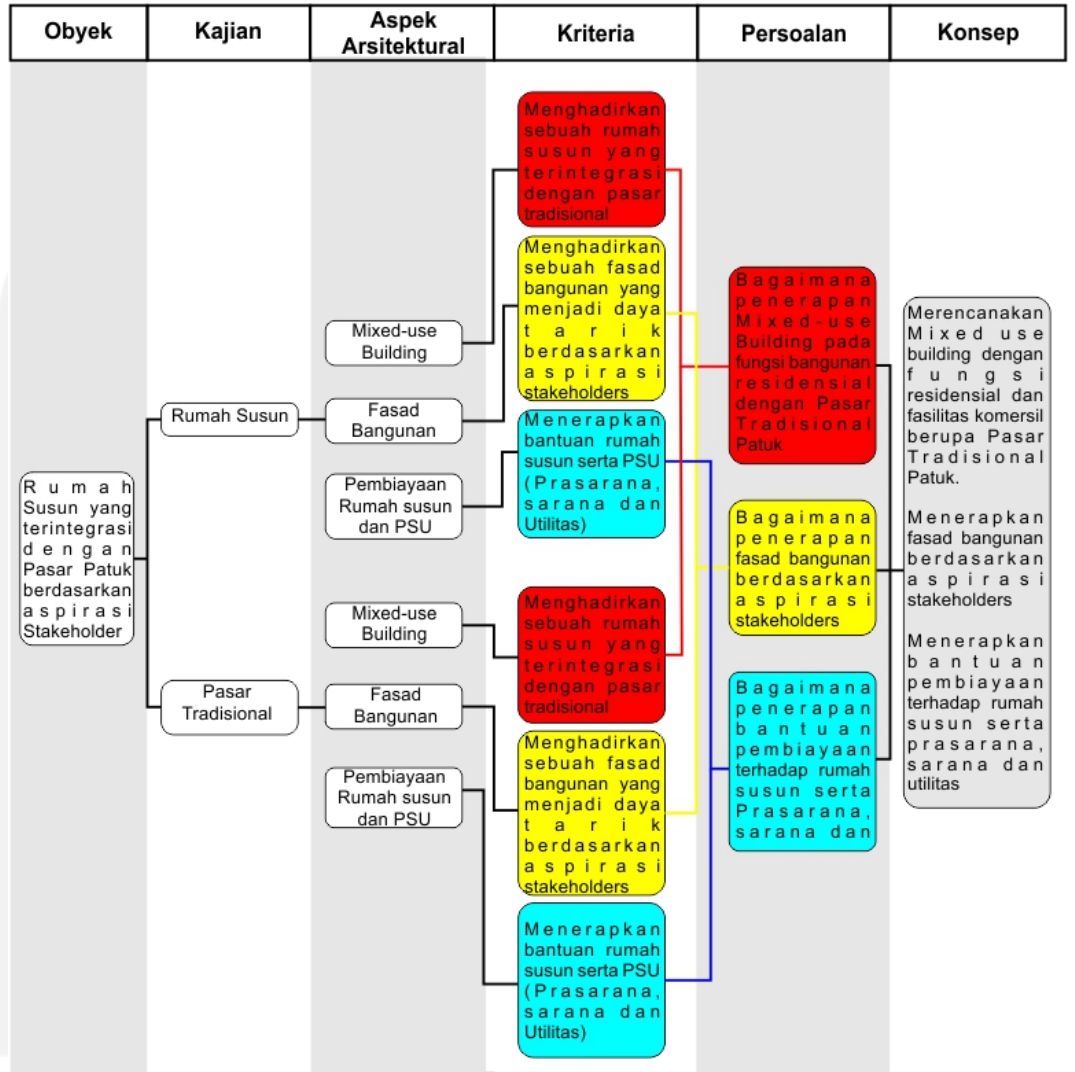 Obyek
Kajian
Aspek
Arsitektural
Kriteria
Persoalan
Konsep
Rumah
Susun yang
terintegrasi
dengan
Pasar Patuk
berdasarkan
aspirasi
Stakeholder
Rumah Susun
Pasar
Tradisional
Mixed-use
Building
Fasad
Bangunan
Pembiayaan
Rumah susun
dan PSU
Mixed-use
Building
Fasad
Bangunan
Pembiayaan
Rumah susun
dan PSU
Menghadirkan
sebuah rumah
susun yang
terintegrasi
dengan pasar
tradisional
Menghadirkan
sebuah fasad
bangunan yang
menjadi daya
tarik
berdasarkan
aspirasi
stakeholders
Menerapkan
bantuan rumah
susun serta PSU
(Prasarana,
sarana dan
Utilitas)
Menghadirkan
sebuah rumah
susun yang
terintegrasi
dengan pasar
tradisional
Menghadirkan
sebuah fasad
bangunan yang
menjadi daya
tarik
berdasarkan
aspirasi
stakeholders
Menerapkan
bantuan rumah
susun serta PSU
(Prasarana,
sarana dan
Utilitas)
Bagaimana
penerapan
Mixed-use
Building pada
fungsi bangunan
residensial
dengan Pasar
Tradisional
Patuk
Bagaimana
penerapan
fasad bangunan
berdasarkan
aspirasi
stakeholders
Bagaimana
penerapan
bantuan
pembiayaan
terhadap rumah
susun serta
Prasarana,
sarana dan
Merencanakan
Mixed use
building dengan
fungsi
residensial dan
fasilitas komersil
berupa Pasar
Tradisional
Patuk.
Menerapkan
fasad bangunan
berdasarkan
aspirasi
stakeholders
Menerapkan
bantuan
pembiayaan
terhadap rumah
susun serta
prasarana,
sarana dan
utilitas